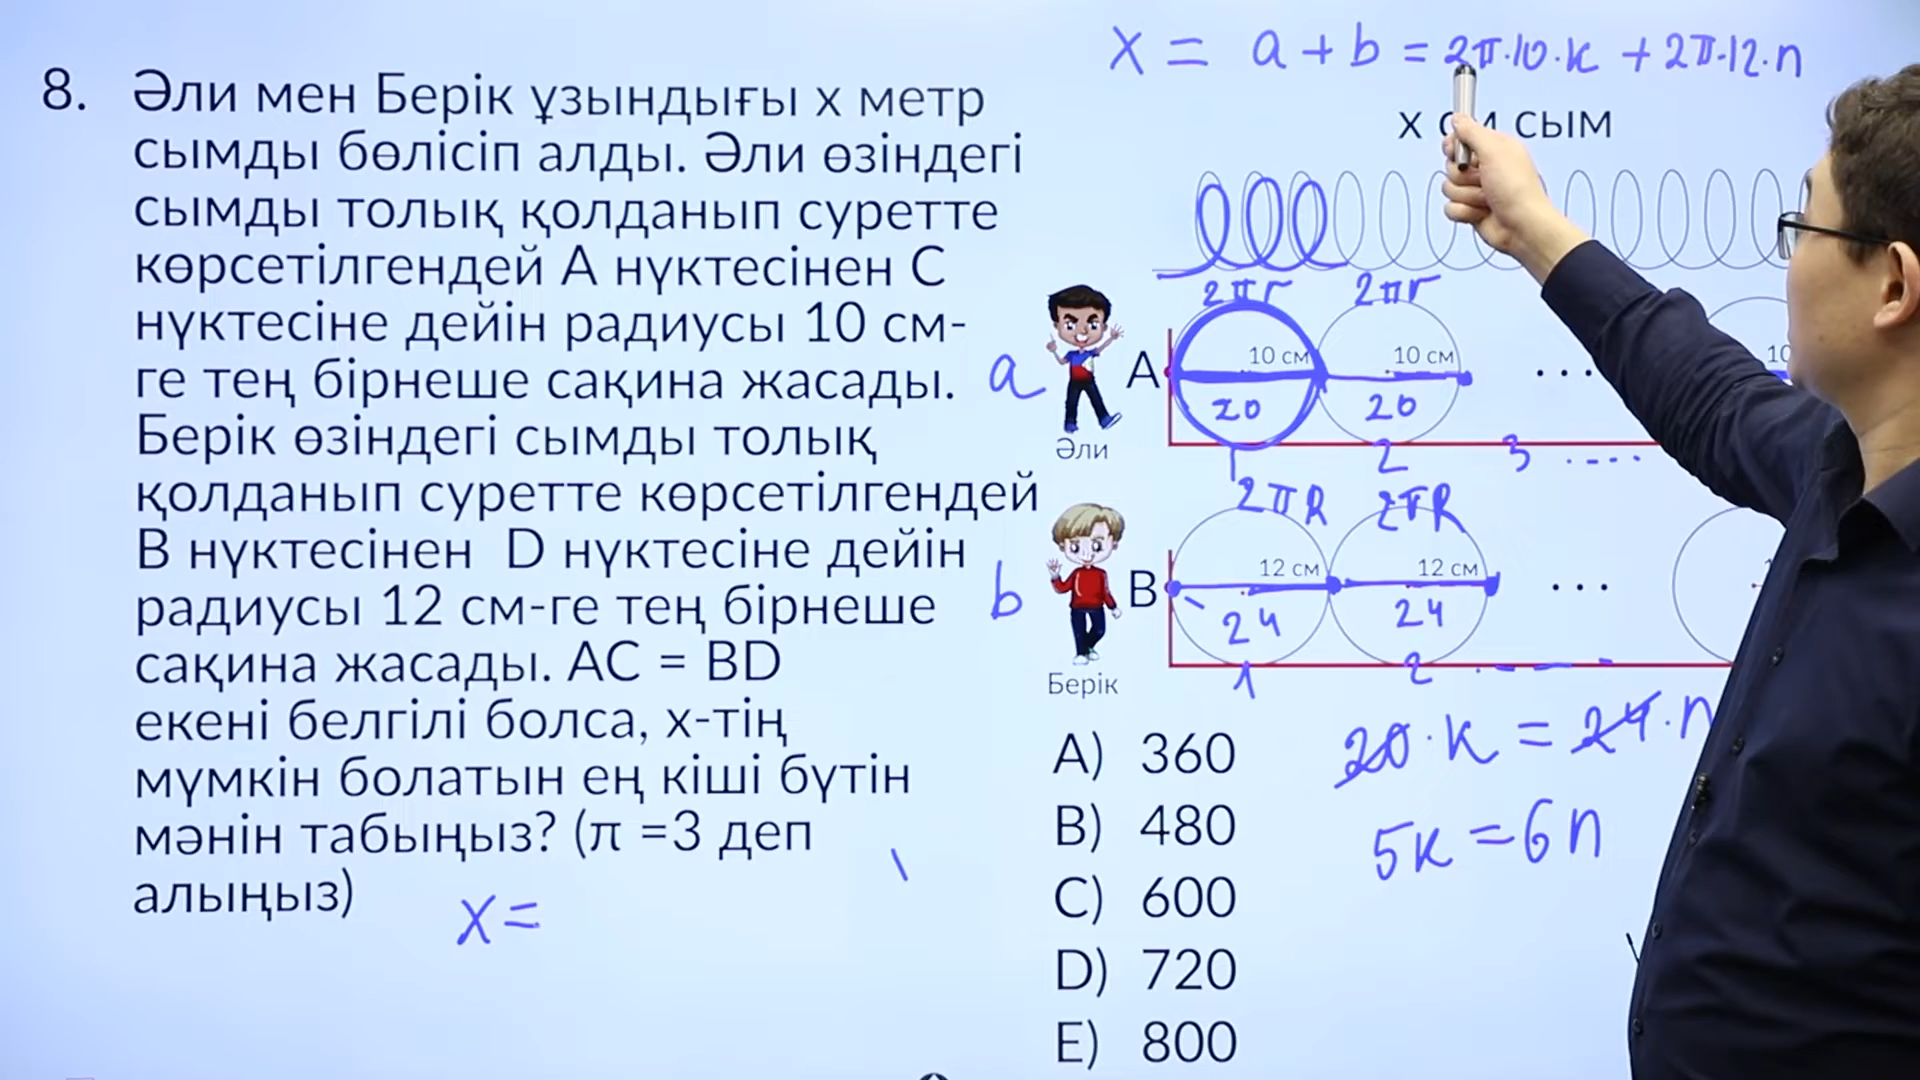 x = a + b = 2π·10·k + 2π·12·n
8. Әли мен Берік ұзындығы x метр
сымды бөлісіп алды. Әли өзіндегі
сымды толық қолданып суретте
көрсетілгендей А нүктесінен С
нүктесіне дейін радиусы 10 см-
ге тең бірнеше сақина жасады.
Берік өзіндегі сымды толық
қолданып суретте көрсетілгендей
В нүктесінен D нүктесіне дейін
радиусы 12 см-ге тең бірнеше
сақина жасады. AC = BD
екені белгілі болса, x-тің
мүмкін болатын ең кіші бүтін
мәнін табыңыз? (π =3 деп
алыңыз)
x =
x см сым
2πr 2πr
a A 10 см 10 см ... 10
20 20
Әли
1 2 3 ....
2πR 2πR
b B 12 см 12 см ...
24 24
Берік
1 2
A) 360
B) 480
C) 600
D) 720
E) 800
20·k = 24·n
5k = 6n